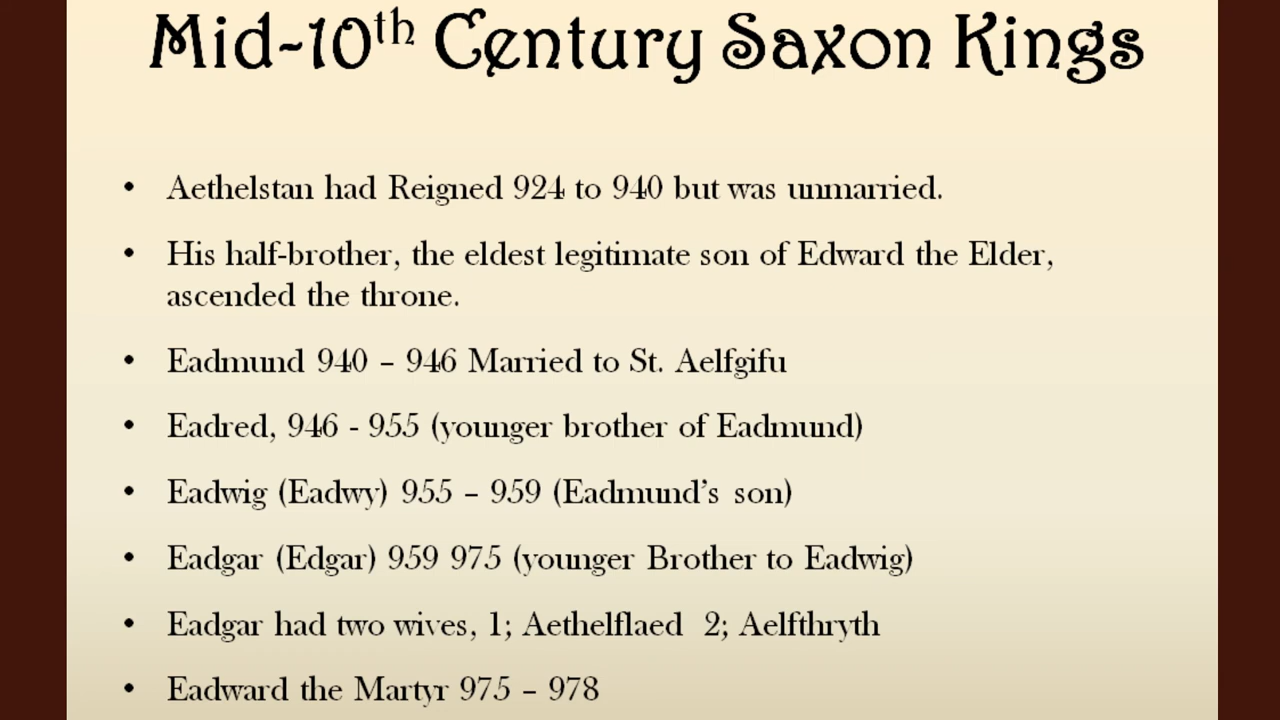 Mid-10th Century Saxon Kings
• Aethelstan had Reigned 924 to 940 but was unmarried.
• His half-brother, the eldest legitimate son of Edward the Elder,
ascended the throne.
• Eadmund 940 – 946 Married to St. Aelfgifu
• Eadred, 946 - 955 (younger brother of Eadmund)
• Eadwig (Eadwy) 955 – 959 (Eadmund’s son)
• Eadgar (Edgar) 959 975 (younger Brother to Eadwig)
• Eadgar had two wives, 1; Aethelflaed 2; Aelfthryth
• Eadward the Martyr 975 – 978